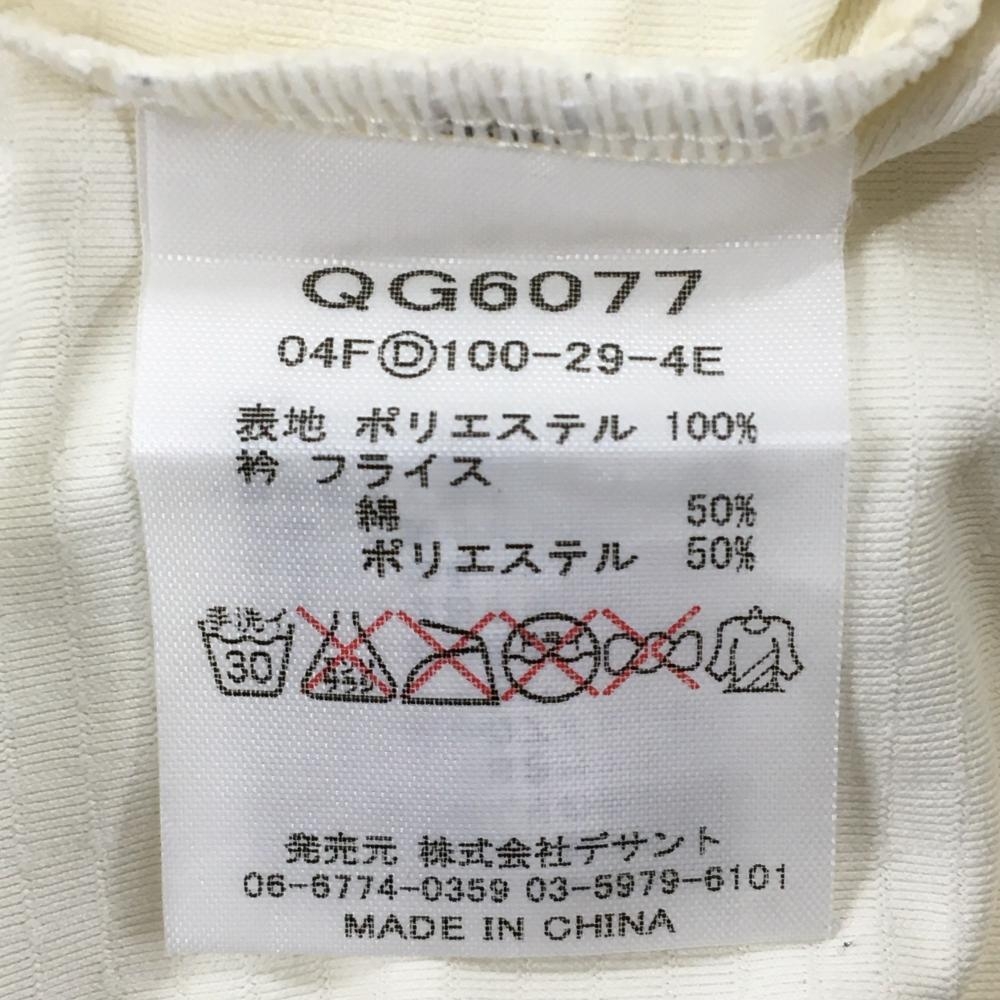 QG6077
04FⒹ100-29-4E
表地 ポリエステル 100%
衿 フライス
綿 50%
ポリエステル 50%
手洗イ
30
発売元 株式会社デサント
06-6774-0359 03-5979-6101
MADE IN CHINA